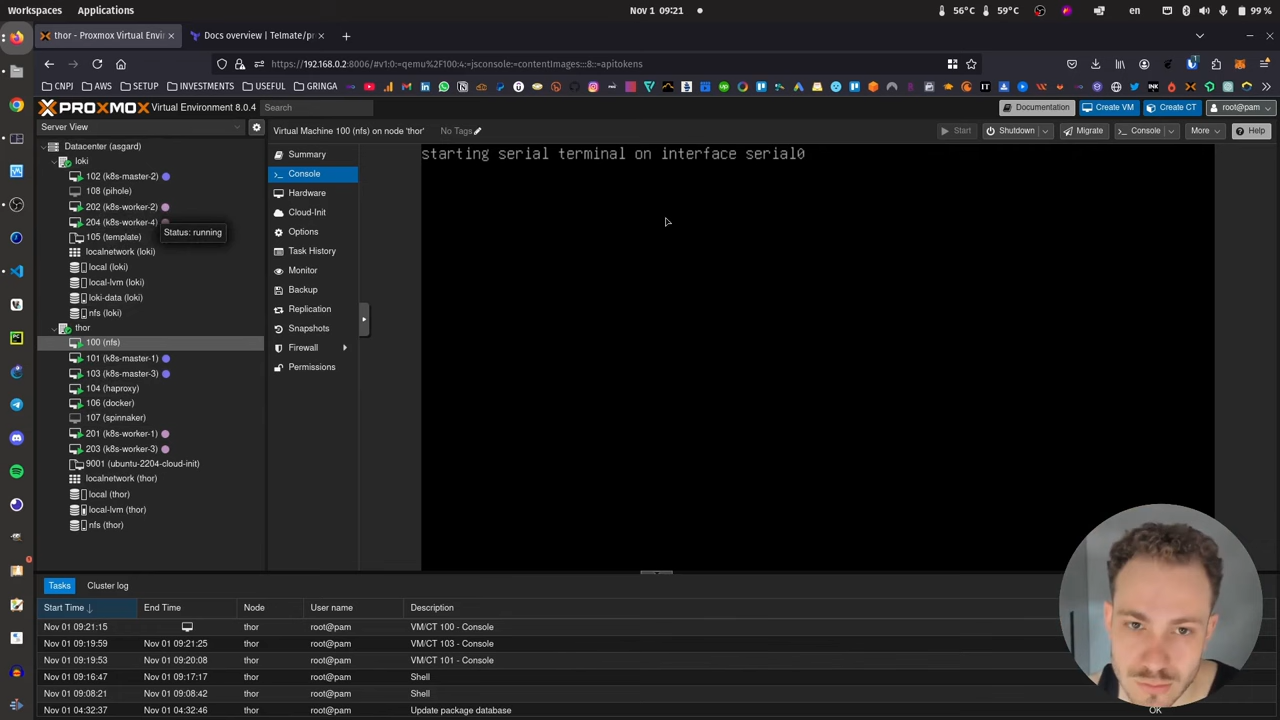 Workspaces Applications Nov 1 09:21 56°C 59°C en 99 %
thor - Proxmox Virtual Envi
Docs overview | Telmate/pr
https://192.168.0.2:8006/#v1:0:=qemu%2F100:4:=jsconsole:=contentImages:::8::=apitokens
CNPJ AWS SETUP INVESTMENTS USEFUL GRINGA
PROXMOX Virtual Environment 8.0.4 Search Documentation Create VM Create CT root@pam
Server View
Virtual Machine 100 (nfs) on node 'thor' No Tags Start Shutdown Migrate Console More Help
Datacenter (asgard)
loki
102 (k8s-master-2)
108 (pihole)
202 (k8s-worker-2)
204 (k8s-worker-4)
Status: running
105 (template)
localnetwork (loki)
local (loki)
local-lvm (loki)
loki-data (loki)
nfs (loki)
thor
100 (nfs)
101 (k8s-master-1)
103 (k8s-master-3)
104 (haproxy)
106 (docker)
107 (spinnaker)
201 (k8s-worker-1)
203 (k8s-worker-3)
9001 (ubuntu-2204-cloud-init)
localnetwork (thor)
local (thor)
local-lvm (thor)
nfs (thor)
Summary
Console
Hardware
Cloud-Init
Options
Task History
Monitor
Backup
Replication
Snapshots
Firewall
Permissions
starting serial terminal on interface serial0
Tasks Cluster log
Start Time End Time Node User name Description
Nov 01 09:21:15 thor root@pam VM/CT 100 - Console
Nov 01 09:19:59 Nov 01 09:21:25 thor root@pam VM/CT 103 - Console
Nov 01 09:19:53 Nov 01 09:20:08 thor root@pam VM/CT 101 - Console
Nov 01 09:16:47 Nov 01 09:17:17 thor root@pam Shell
Nov 01 09:08:21 Nov 01 09:08:42 thor root@pam Shell
Nov 01 04:32:37 Nov 01 04:32:46 thor root@pam Update package database OK